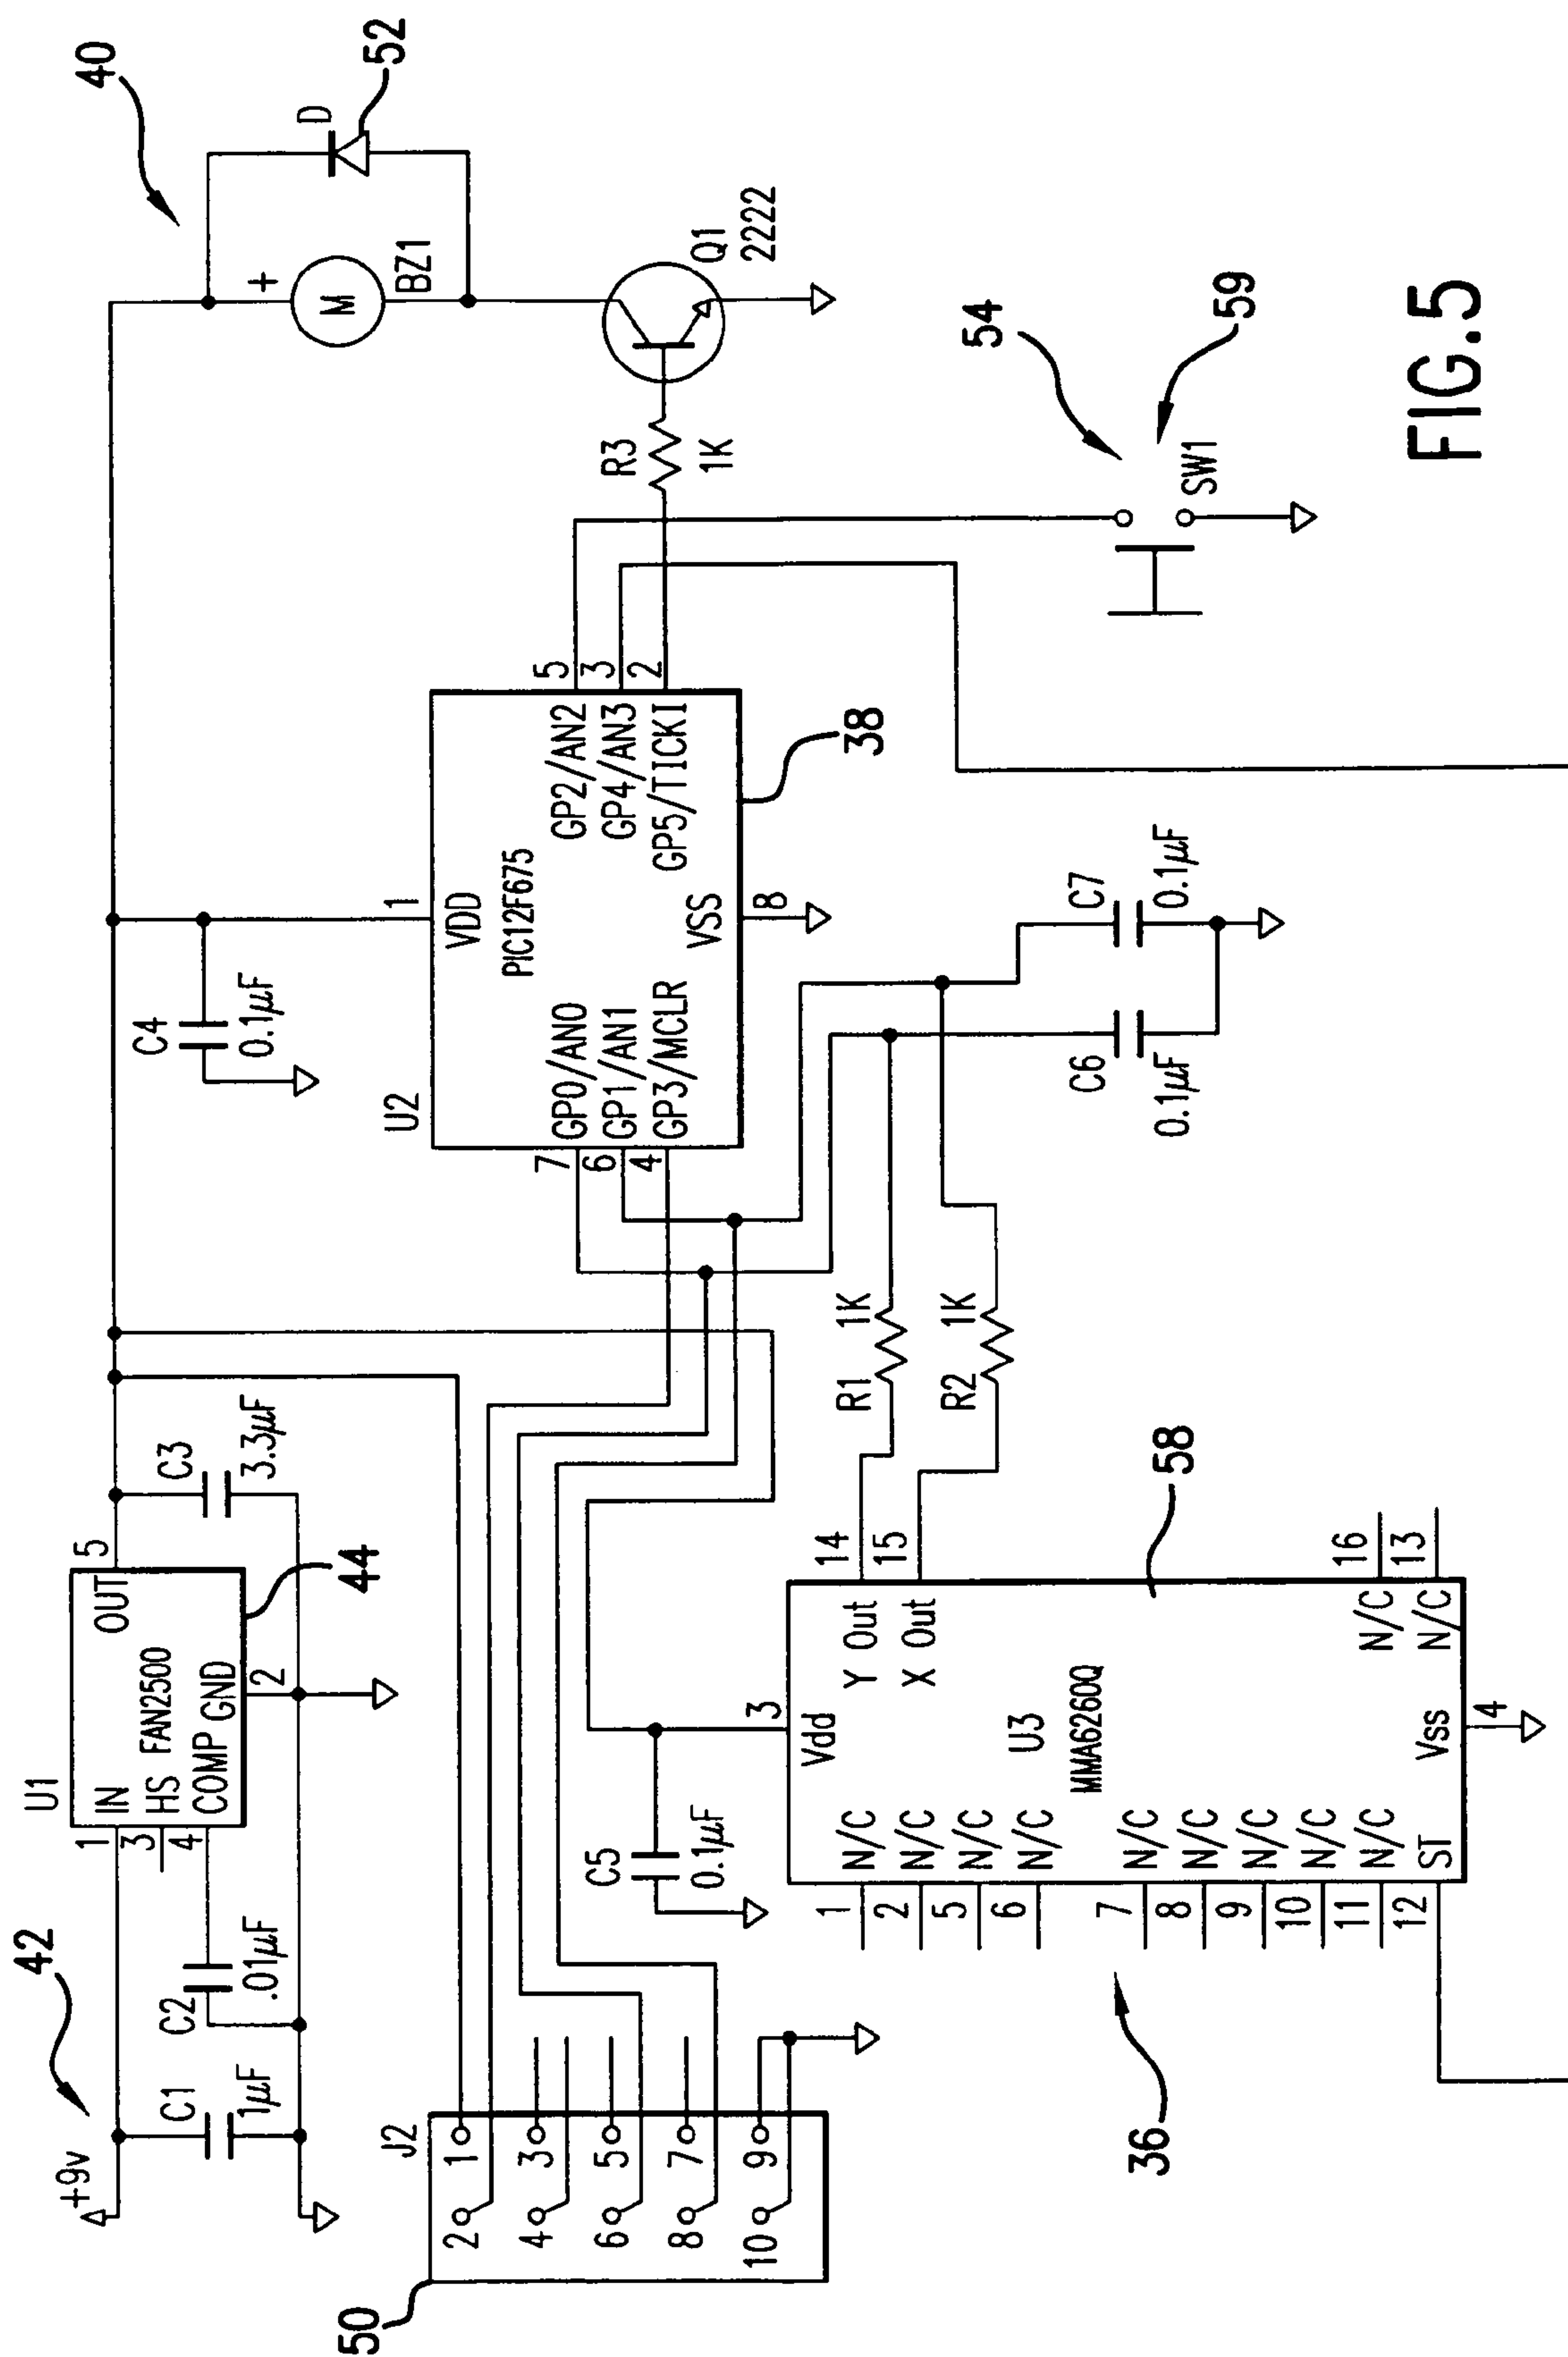 42
+9v
C1
1µF
C2
.01µF
U1
1
IN
3
HS
4
COMP
FAN2500
OUT
5
GND
2
44
C3
3.3µF
C4
0.1µF
40
+
M
BZ1
D
52
Q1
2222
R3
1K
U2
1
VDD
PIC12F675
7
GP0/AN0
6
GP1/AN1
4
GP3/MCLR
GP2/AN2
5
GP4/AN3
3
GP5/TICKI
2
VSS
8
38
50
J2
2 1
4 3
6 5
8 7
10 9
C5
0.1µF
3
Vdd
1 N/C
2 N/C
5 N/C
6 N/C
7 N/C
8 N/C
9 N/C
10 N/C
11 N/C
12 ST
U3
MMA6260Q
Y Out 14
X Out 15
N/C 16
N/C 13
Vss
4
58
36
R1 1K
R2 1K
C6
0.1µF
C7
0.1µF
54
59
SW1
FIG.5